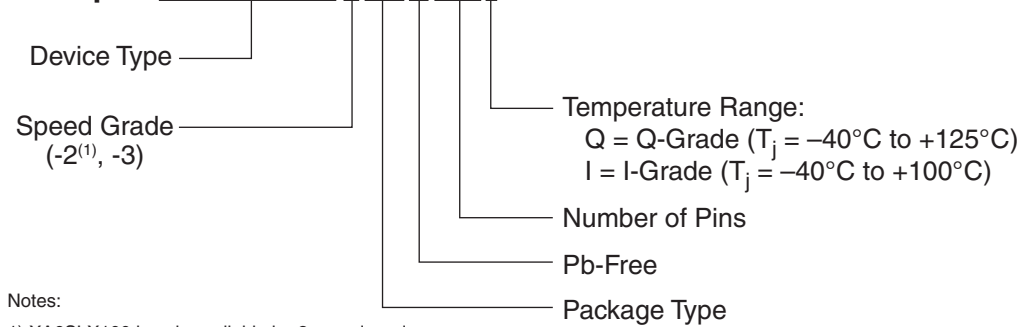 Device Type
Speed Grade
(-2(1), -3)
Temperature Range:
Q = Q-Grade (Tj = –40°C to +125°C)
I = I-Grade (Tj = –40°C to +100°C)
Number of Pins
Pb-Free
Package Type
Notes: